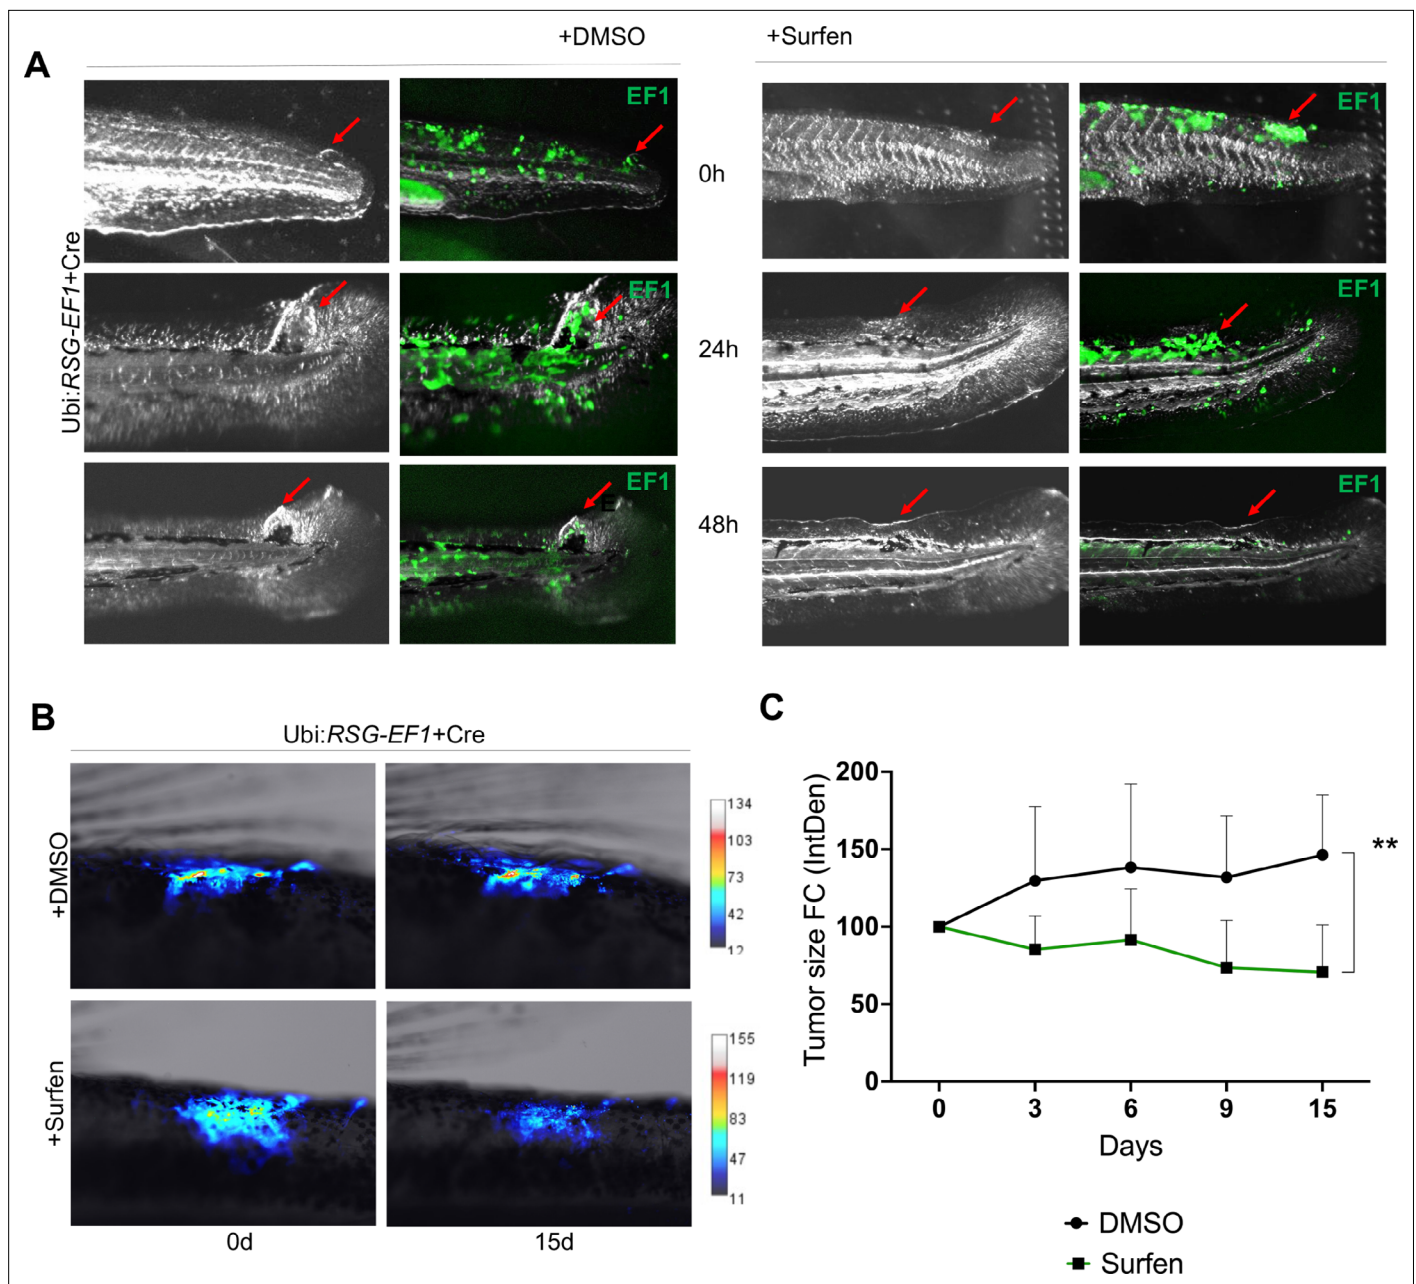 +DMSO
+Surfen
A
EF1
EF1
0h
Ubi:RSG-EF1+Cre
EF1
EF1
24h
EF1
E
EF1
48h
B
C
Ubi:RSG-EF1+Cre
+DMSO
134
103
73
42
12
+Surfen
155
119
83
47
11
0d
15d
Tumor size FC (IntDen)
200
150
100
50
0
**
0
3
6
9
15
Days
DMSO
Surfen